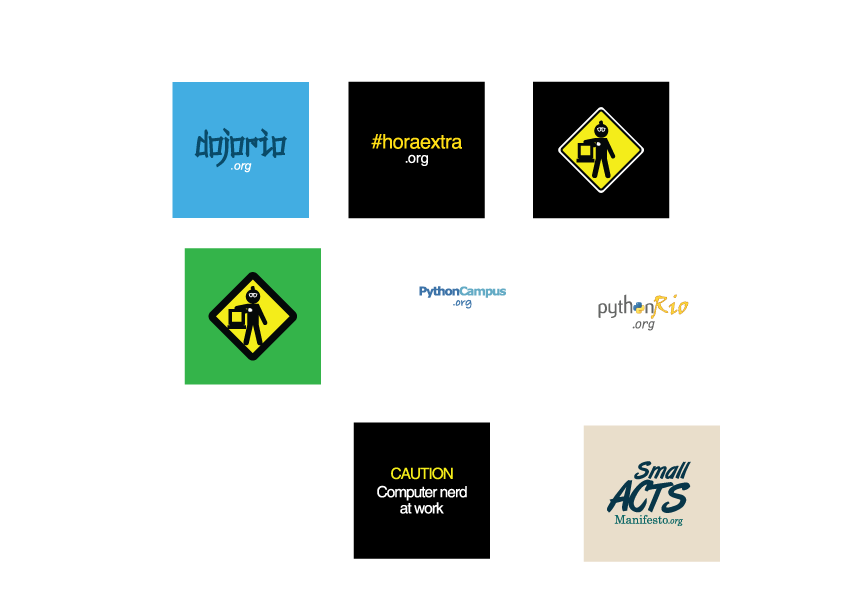 dojorio
.org
#horaextra
.org
PythonCampus
.org
pythonRio
.org
CAUTION
Computer nerd
at work
Small
ACTS
Manifesto.org